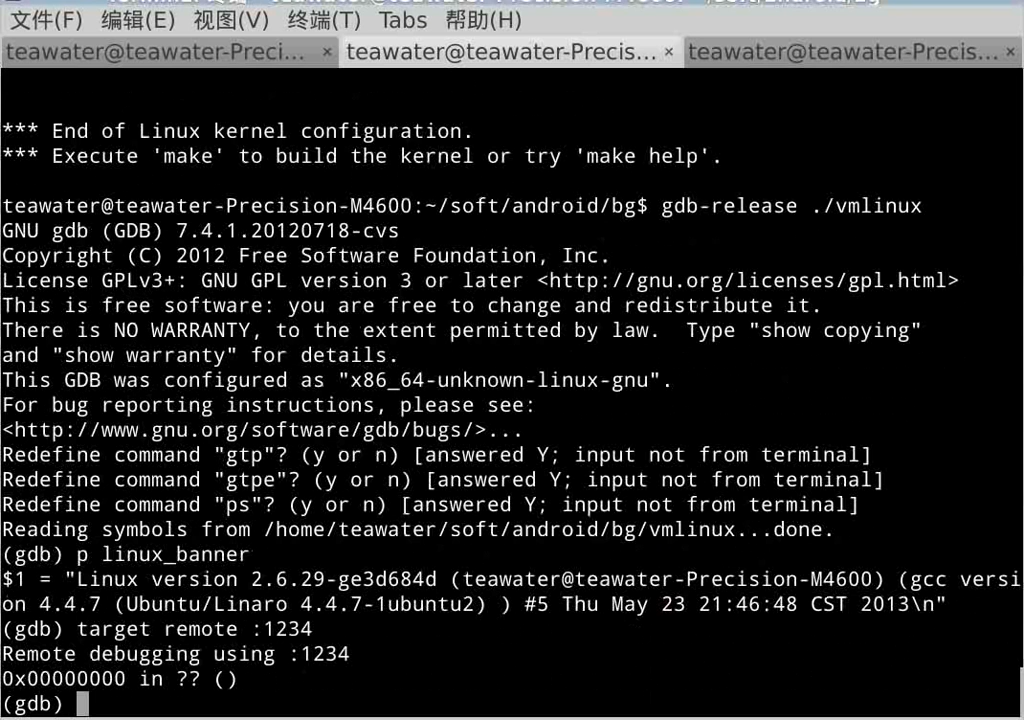 文件(F) 编辑(E) 视图(V) 终端(T) Tabs 帮助(H)
teawater@teawater-Preci... × teawater@teawater-Precis... × teawater@teawater-Precis... ×
*** End of Linux kernel configuration.
*** Execute 'make' to build the kernel or try 'make help'.
teawater@teawater-Precision-M4600:~/soft/android/bg$ gdb-release ./vmlinux
GNU gdb (GDB) 7.4.1.20120718-cvs
Copyright (C) 2012 Free Software Foundation, Inc.
License GPLv3+: GNU GPL version 3 or later <http://gnu.org/licenses/gpl.html>
This is free software: you are free to change and redistribute it.
There is NO WARRANTY, to the extent permitted by law.  Type "show copying"
and "show warranty" for details.
This GDB was configured as "x86_64-unknown-linux-gnu".
For bug reporting instructions, please see:
<http://www.gnu.org/software/gdb/bugs/>...
Redefine command "gtp"? (y or n) [answered Y; input not from terminal]
Redefine command "gtpe"? (y or n) [answered Y; input not from terminal]
Redefine command "ps"? (y or n) [answered Y; input not from terminal]
Reading symbols from /home/teawater/soft/android/bg/vmlinux...done.
(gdb) p linux_banner
$1 = "Linux version 2.6.29-ge3d684d (teawater@teawater-Precision-M4600) (gcc versi
on 4.4.7 (Ubuntu/Linaro 4.4.7-1ubuntu2) ) #5 Thu May 23 21:46:48 CST 2013\n"
(gdb) target remote :1234
Remote debugging using :1234
0x00000000 in ?? ()
(gdb)